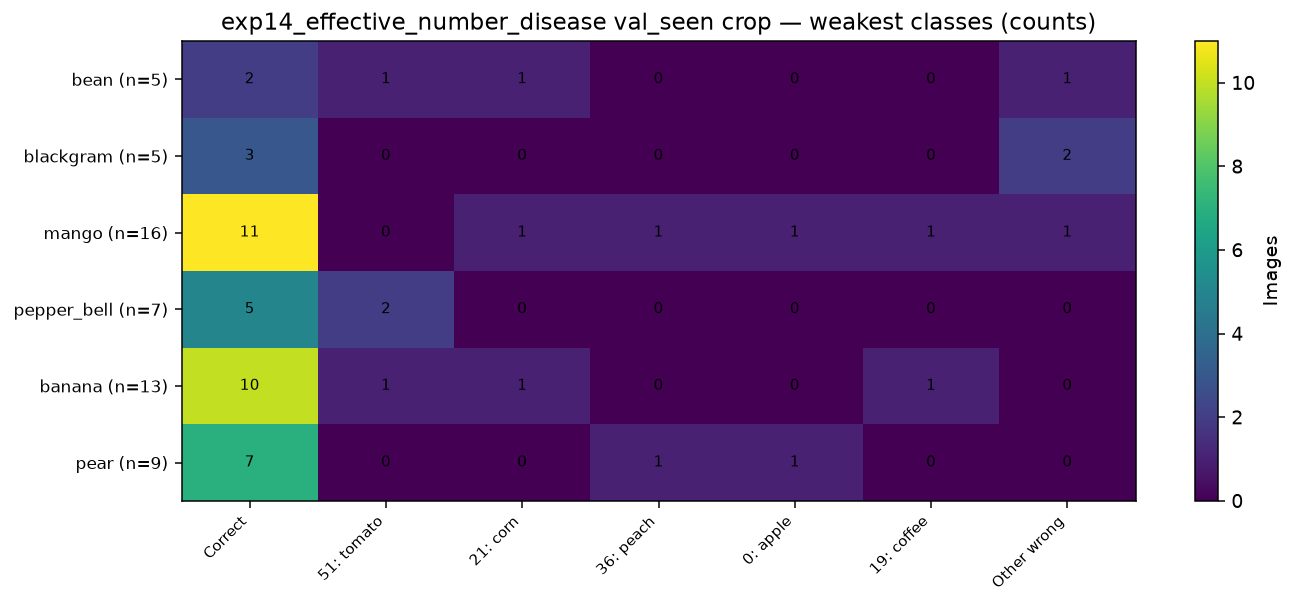 exp14_effective_number_disease val_seen crop — weakest classes (counts)
bean (n=5) 2 1 1 0 0 0 1
blackgram (n=5) 3 0 0 0 0 0 2
mango (n=16) 11 0 1 1 1 1 1
pepper_bell (n=7) 5 2 0 0 0 0 0
banana (n=13) 10 1 1 0 0 1 0
pear (n=9) 7 0 0 1 1 0 0
Correct 51: tomato 21: corn 36: peach 0: apple 19: coffee Other wrong
10
8
6
4
2
0
Images